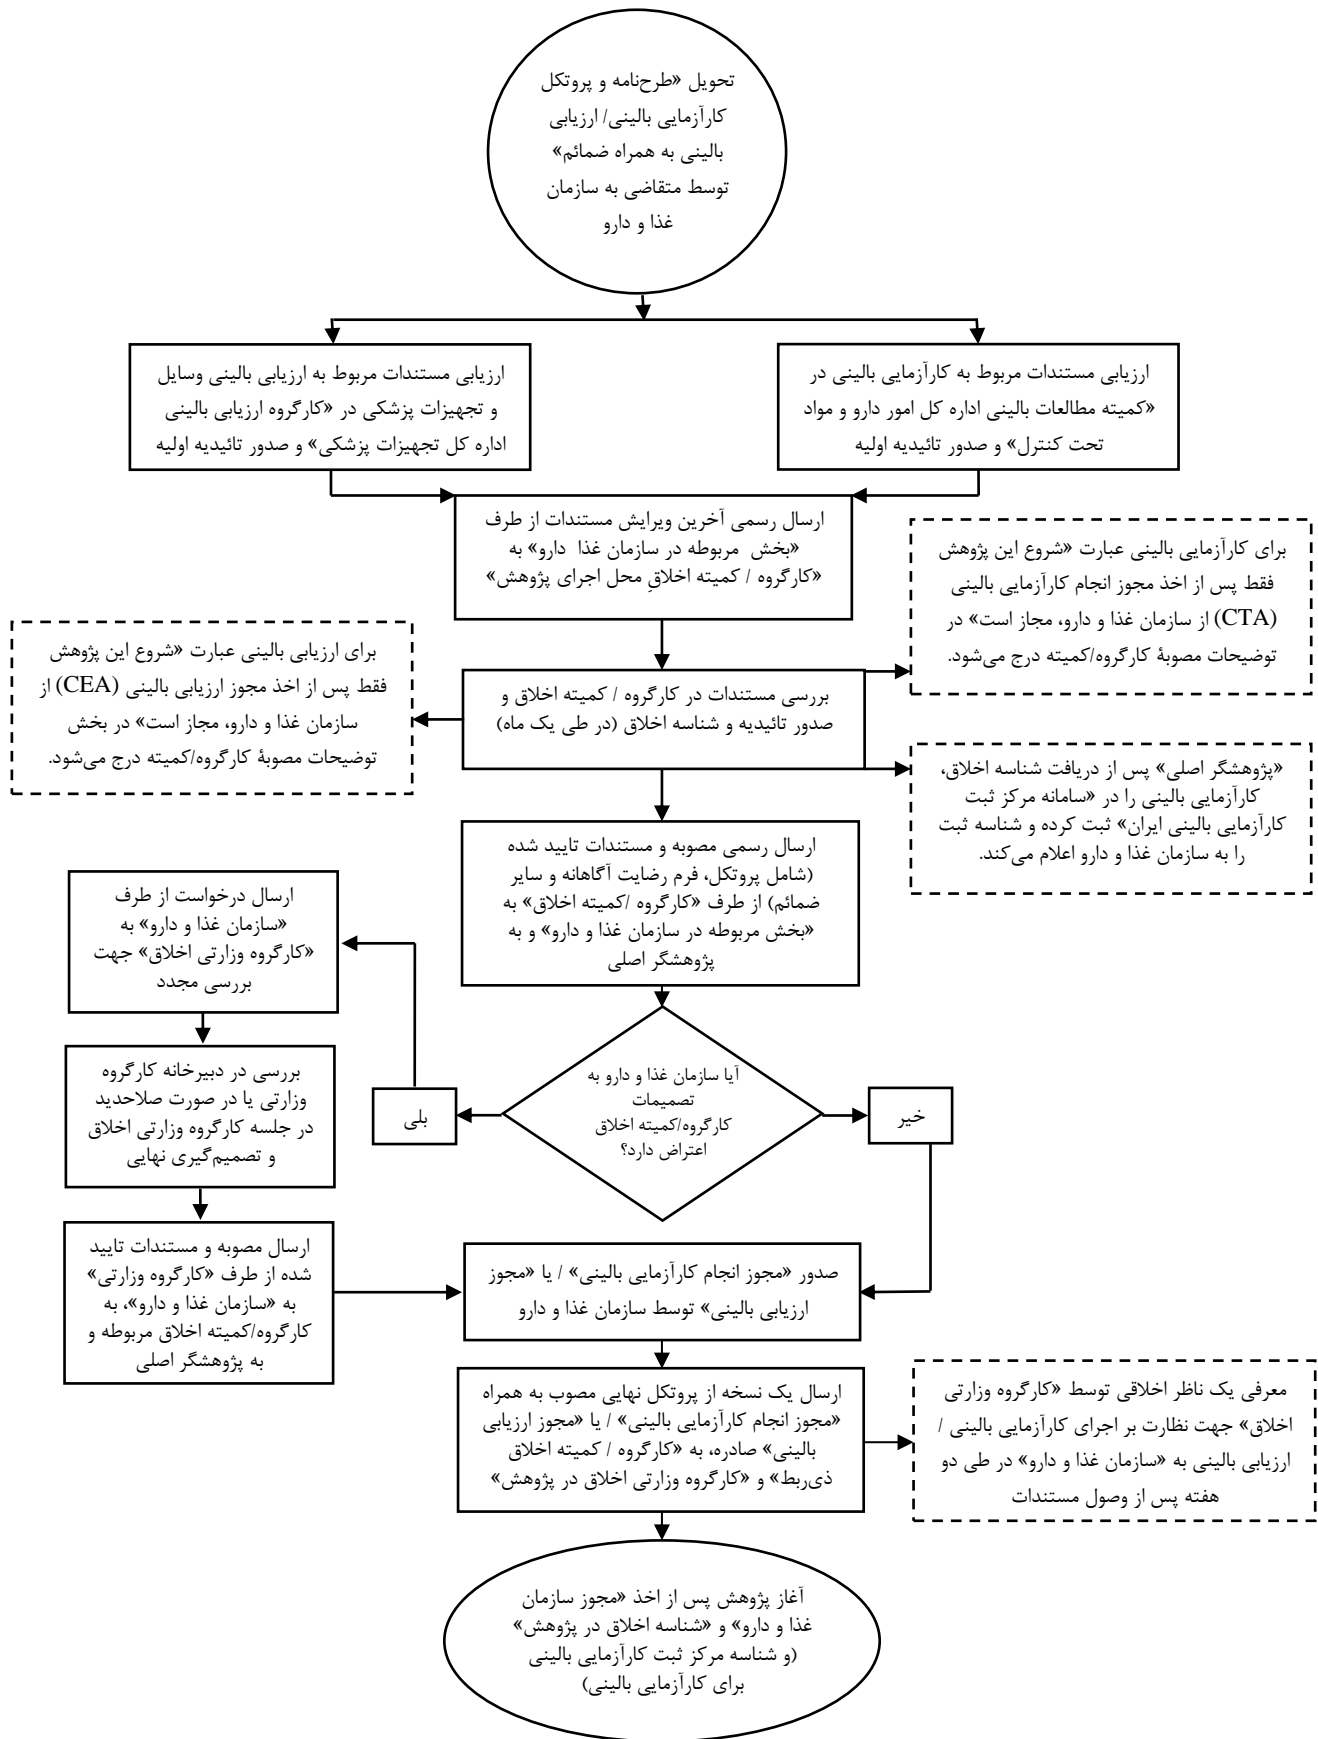 تحویل «طرح‌نامه و پروتکل
کارآزمایی بالینی/ ارزیابی
بالینی به همراه ضمائم»
توسط متقاضی به سازمان
غذا و دارو
ارزیابی مستندات مربوط به کارآزمایی بالینی در
«کمیته مطالعات بالینی اداره کل امور دارو و مواد
تحت کنترل» و صدور تائیدیه اولیه
ارزیابی مستندات مربوط به ارزیابی بالینی وسایل
و تجهیزات پزشکی در «کارگروه ارزیابی بالینی
اداره کل تجهیزات پزشکی» و صدور تائیدیه اولیه
ارسال رسمی آخرین ویرایش مستندات از طرف
«بخش مربوطه در سازمان غذا دارو» به
«کارگروه / کمیته اخلاقِ محل اجرای پژوهش»
برای کارآزمایی بالینی عبارت «شروع این پژوهش
فقط پس از اخذ مجوز انجام کارآزمایی بالینی
(CTA) از سازمان غذا و دارو، مجاز است» در
توضیحات مصوبهٔ کارگروه/کمیته درج می‌شود.
برای ارزیابی بالینی عبارت «شروع این پژوهش
فقط پس از اخذ مجوز ارزیابی بالینی (CEA) از
سازمان غذا و دارو، مجاز است» در بخش
توضیحات مصوبهٔ کارگروه/کمیته درج می‌شود.
بررسی مستندات در کارگروه / کمیته اخلاق و
صدور تائیدیه و شناسه اخلاق (در طی یک ماه)
«پژوهشگر اصلی» پس از دریافت شناسه اخلاق،
کارآزمایی بالینی را در «سامانه مرکز ثبت
کارآزمایی بالینی ایران» ثبت کرده و شناسه ثبت
را به سازمان غذا و دارو اعلام می‌کند.
ارسال رسمی مصوبه و مستندات تایید شده
(شامل پروتکل، فرم رضایت آگاهانه و سایر
ضمائم) از طرف «کارگروه /کمیته اخلاق» به
«بخش مربوطه در سازمان غذا و دارو» و به
پژوهشگر اصلی
ارسال درخواست از طرف
«سازمان غذا و دارو» به
«کارگروه وزارتی اخلاق» جهت
بررسی مجدد
آیا سازمان غذا و دارو به
تصمیمات
کارگروه/کمیته اخلاق
اعتراض دارد؟
خیر
بلی
بررسی در دبیرخانه کارگروه
وزارتی یا در صورت صلاحدید
در جلسه کارگروه وزارتی اخلاق
و تصمیم‌گیری نهایی
ارسال مصوبه و مستندات تایید
شده از طرف «کارگروه وزارتی»
به «سازمان غذا و دارو»، به
کارگروه/کمیته اخلاق مربوطه و
به پژوهشگر اصلی
صدور «مجوز انجام کارآزمایی بالینی» / یا «مجوز
ارزیابی بالینی» توسط سازمان غذا و دارو
ارسال یک نسخه از پروتکل نهایی مصوب به همراه
«مجوز انجام کارآزمایی بالینی» / یا «مجوز ارزیابی
بالینی» صادره، به «کارگروه / کمیته اخلاق
ذی‌ربط» و «کارگروه وزارتی اخلاق در پژوهش»
معرفی یک ناظر اخلاقی توسط «کارگروه وزارتی
اخلاق» جهت نظارت بر اجرای کارآزمایی بالینی /
ارزیابی بالینی به «سازمان غذا و دارو» در طی دو
هفته پس از وصول مستندات
آغاز پژوهش پس از اخذ «مجوز سازمان
غذا و دارو» و «شناسه اخلاق در پژوهش»
(و شناسه مرکز ثبت کارآزمایی بالینی
برای کارآزمایی بالینی)